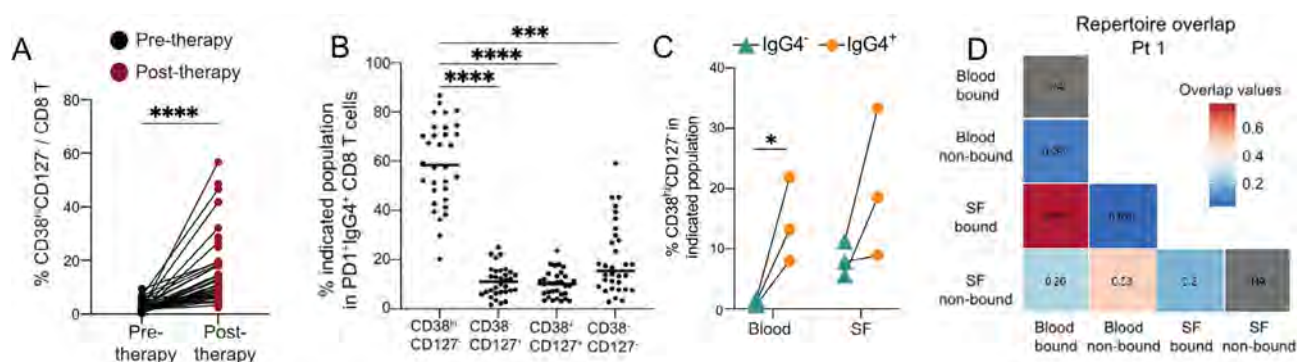 A
Pre-therapy
Post-therapy
% CD38ʰⁱCD127⁻ / CD8 T
80
60
40
20
0
****
Pre-
therapy
Post-
therapy
B
% indicated population
in PD1⁺IgG4⁺ CD8 T cells
100
80
60
40
20
0
***
****
****
CD38ʰⁱ
CD127⁻
CD38⁻
CD127⁺
CD127⁺
CD38⁻
CD127⁻
C
IgG4⁻
IgG4⁺
% CD38ʰⁱCD127⁻ in
indicated population
40
30
20
10
0
*
Blood
SF
D
Repertoire overlap
Pt 1
Overlap values
0.6
0.4
0.2
Blood
bound
Blood
non-bound
SF
bound
SF
non-bound
0.26
0.53
0.2
NA
Blood
bound
Blood
non-bound
SF
bound
SF
non-bound